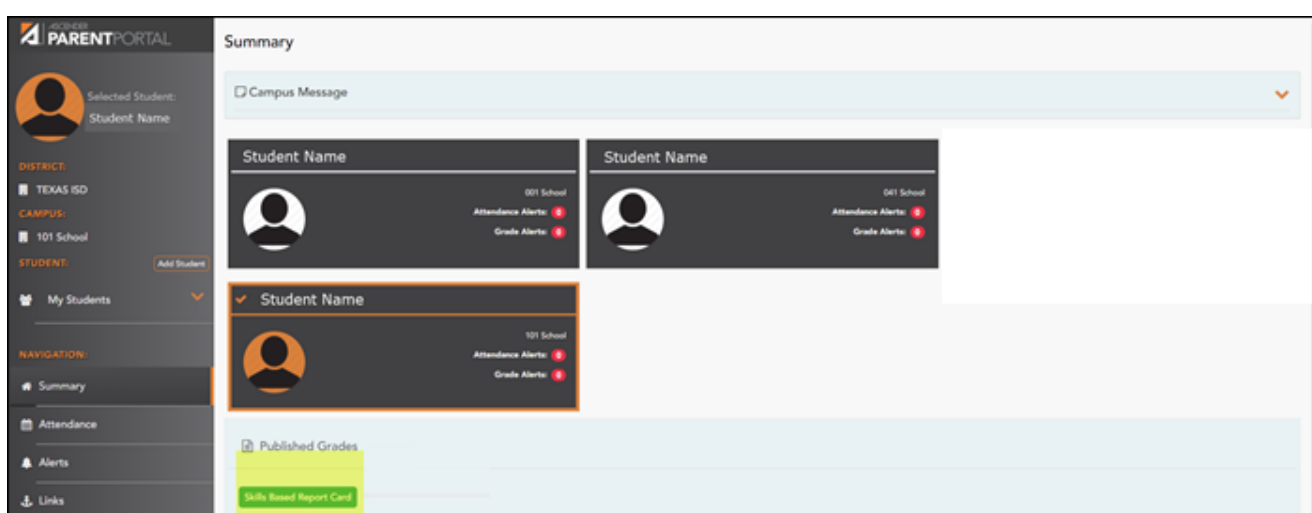 ASCENDER
PARENTPORTAL
Selected Student:
Student Name
DISTRICT:
TEXAS ISD
CAMPUS:
101 School
STUDENT:
Add Student
My Students
NAVIGATION:
Summary
Attendance
Alerts
Links
Summary
Campus Message
Student Name
001 School
Attendance Alerts: 0
Grade Alerts: 0
Student Name
041 School
Attendance Alerts: 0
Grade Alerts: 0
Student Name
101 School
Attendance Alerts: 0
Grade Alerts: 0
Published Grades
Skills Based Report Card